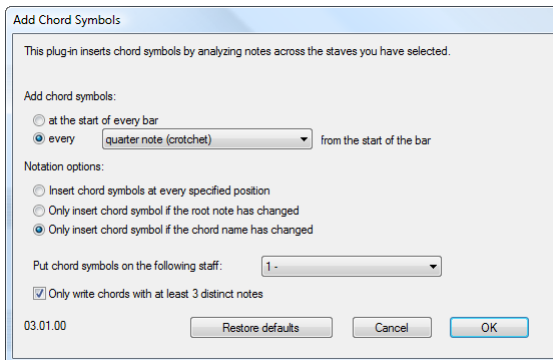 Add Chord Symbols
This plug-in inserts chord symbols by analyzing notes across the staves you have selected.
Add chord symbols:
at the start of every bar
every quarter note (crotchet) from the start of the bar
Notation options:
Insert chord symbols at every specified position
Only insert chord symbol if the root note has changed
Only insert chord symbol if the chord name has changed
Put chord symbols on the following staff: 1 -
Only write chords with at least 3 distinct notes
03.01.00 Restore defaults Cancel OK